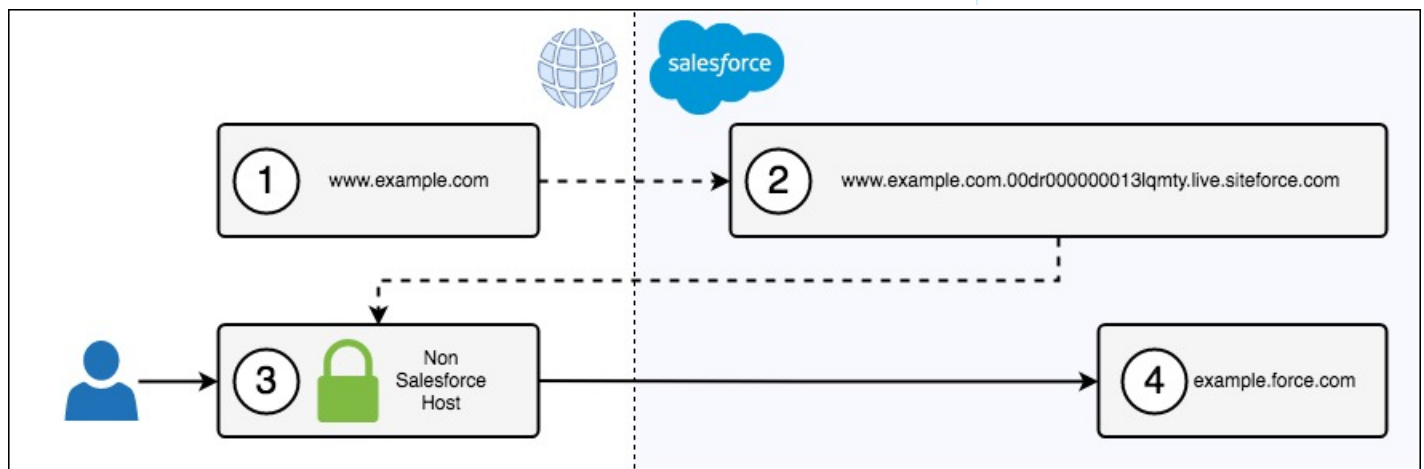 salesforce
1 www.example.com
2 www.example.com.00dr000000013lqmty.live.siteforce.com
3 Non
Salesforce
Host
4 example.force.com